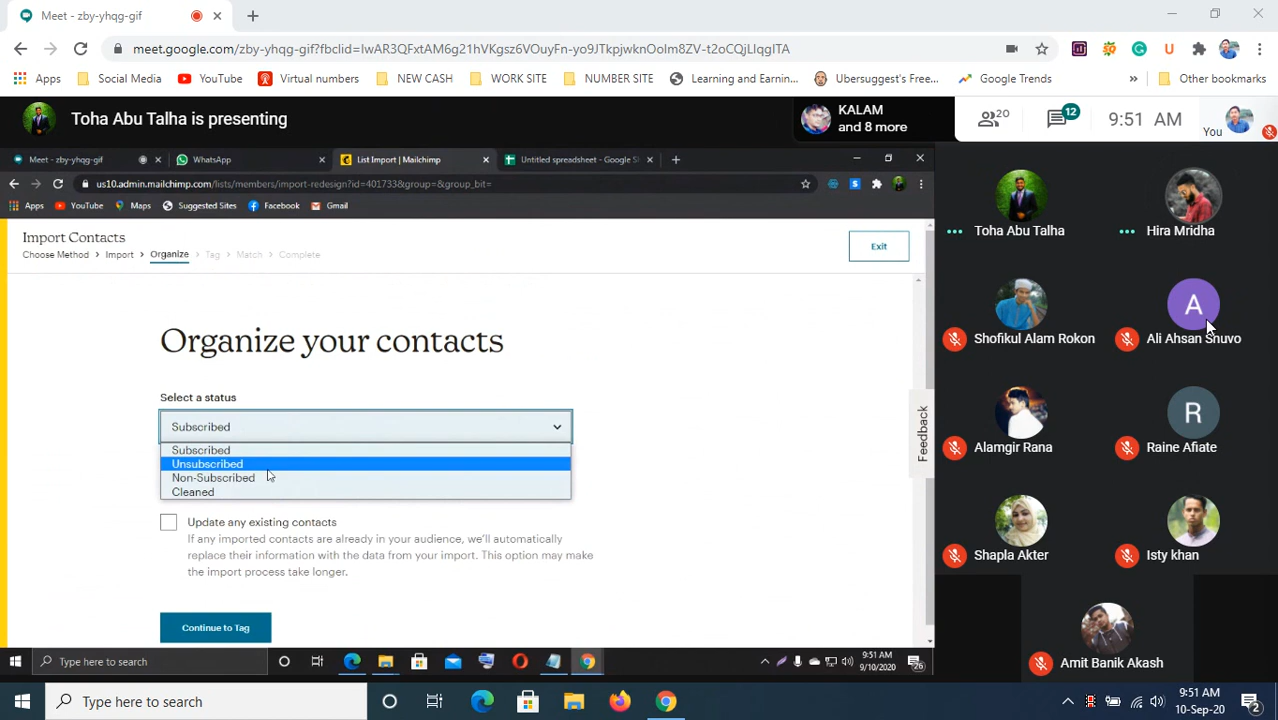 Meet - zby-yhqg-gif
meet.google.com/zby-yhqg-gif?fbclid=IwAR3QFxtAM6g21hVKgsz6VOuyFn-yo9JTkpjwknOolm8ZV-t2oCQjLlqglTA
Apps Social Media YouTube Virtual numbers NEW CASH WORK SITE NUMBER SITE Learning and Earnin... Ubersuggest's Free... Google Trends » Other bookmarks
Toha Abu Talha is presenting
KALAM
and 8 more
20
12
9:51 AM
You
Meet - zby-yhqg-gif
WhatsApp
List Import | Mailchimp
Untitled spreadsheet - Google Sh
us10.admin.mailchimp.com/lists/members/import-redesign?id=401733&group=&group_bit=
Apps YouTube Maps Suggested Sites Facebook Gmail
Import Contacts
Choose Method > Import > Organize > Tag > Match > Complete
Exit
Organize your contacts
Select a status
Subscribed
Subscribed
Unsubscribed
Non-Subscribed
Cleaned
Update any existing contacts
If any imported contacts are already in your audience, we'll automatically
replace their information with the data from your import. This option may make
the import process take longer.
Continue to Tag
Feedback
Type here to search
9:51 AM
9/10/2020
26
Toha Abu Talha
Hira Mridha
Shofikul Alam Rokon
A
Ali Ahsan Shuvo
Alamgir Rana
R
Raine Afiate
Shapla Akter
Isty khan
Amit Banik Akash
Type here to search
9:51 AM
10-Sep-20
2